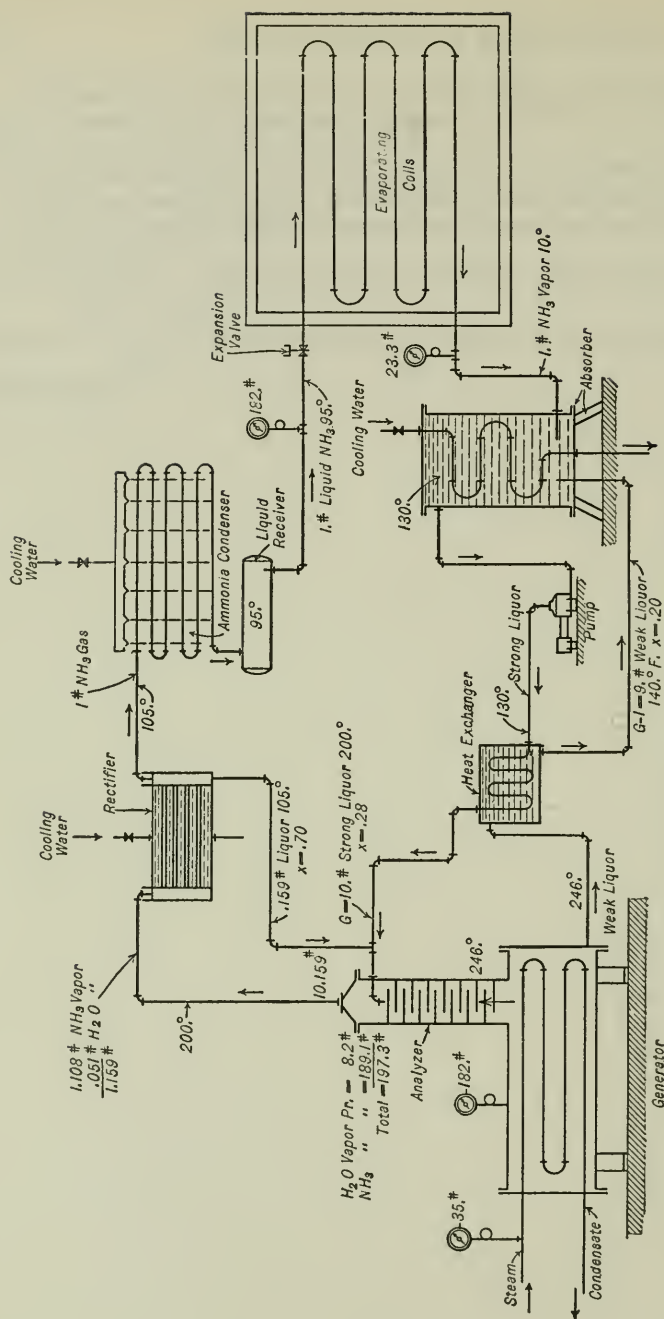 Cooling
Water
Cooling
Water
1.108# NH₃ Vapor
.051# H₂O "
1.159#
Rectifier
1# NH₃ Gas
105.°
Ammonia Condenser
Liquid
Receiver
95.°
182.#
Expansion
Valve
1.# Liquid NH₃ 95.°
Evaporating
Coils
200.°
.159# Liquor 105.°
x=.70
H₂O Vapor Pr. = 8.2#
NH₃ " " =189.1#
Total =197.3#
10.159#
G=10.# Strong Liquor 200.°
x=.28
Analyzer
246.°
182.#
35.#
Steam
Condensate
Generator
246.°
Weak Liquor
Heat Exchanger
130.°
Strong Liquor
Pump
130.°
Cooling Water
23.3#
1.# NH₃ Vapor 10.°
Absorber
G-1=9.# Weak Liquor
140.°F. x=.20